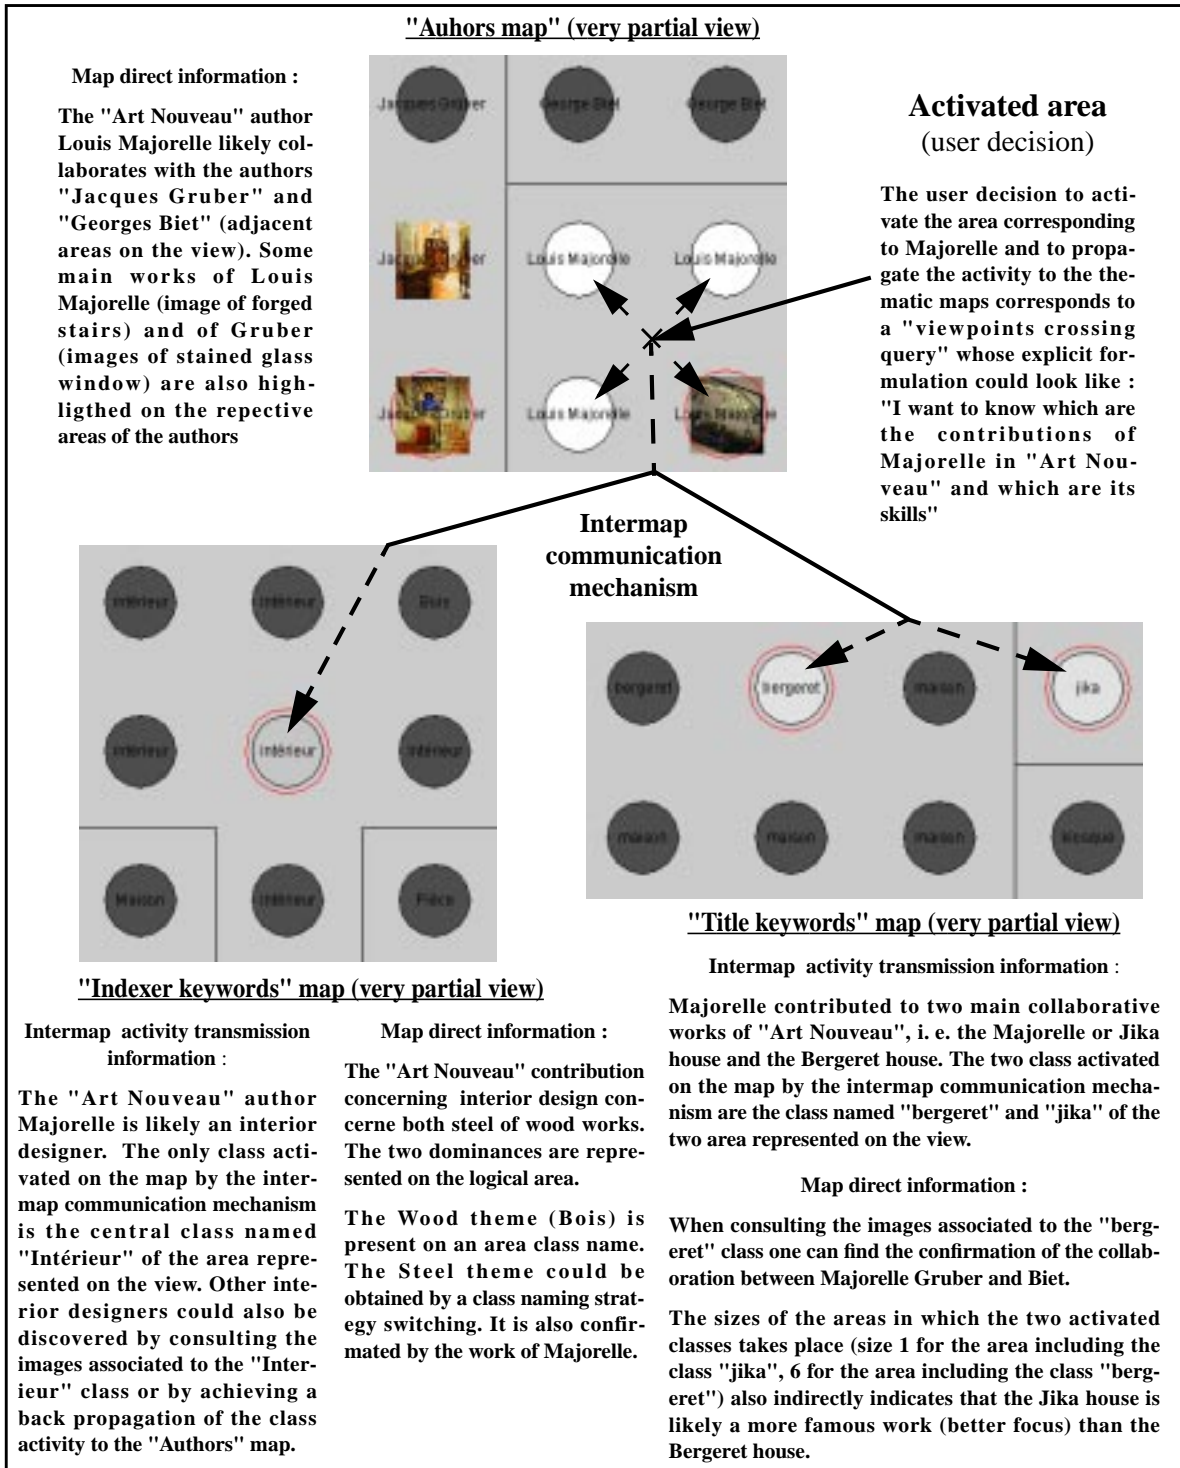 "Auhors map" (very partial view)
Map direct information :
The "Art Nouveau" author
Louis Majorelle likely col-
laborates with the authors
"Jacques Gruber" and
"Georges Biet" (adjacent
areas on the view). Some
main works of Louis
Majorelle (image of forged
stairs) and of Gruber
(images of stained glass
window) are also high-
ligthed on the repective
areas of the authors
Jacques Gruber
George Biet
George Biet
Jacques Gruber
Louis Majorelle
Louis Majorelle
Jacques Gruber
Louis Majorelle
Louis Majorelle
Activated area
(user decision)
The user decision to acti-
vate the area corresponding
to Majorelle and to propa-
gate the activity to the the-
matic maps corresponds to
a "viewpoints crossing
query" whose explicit for-
mulation could look like :
"I want to know which are
the contributions of
Majorelle in "Art Nou-
veau" and which are its
skills"
Intermap
communication
mechanism
Intérieur
Intérieur
Bois
Intérieur
Intérieur
Intérieur
Maison
Intérieur
Pièce
"Indexer keywords" map (very partial view)
bergeret
bergeret
maison
jika
maison
maison
maison
kiosque
"Title keywords" map (very partial view)
Intermap activity transmission
information :
The "Art Nouveau" author
Majorelle is likely an interior
designer. The only class acti-
vated on the map by the inter-
map communication mechanism
is the central class named
"Intérieur" of the area repre-
sented on the view. Other inte-
rior designers could also be
discovered by consulting the
images associated to the "Inter-
ieur" class or by achieving a
back propagation of the class
activity to the "Authors" map.
Map direct information :
The "Art Nouveau" contribution
concerning interior design con-
cerne both steel of wood works.
The two dominances are repre-
sented on the logical area.
The Wood theme (Bois) is
present on an area class name.
The Steel theme could be
obtained by a class naming strat-
egy switching. It is also confir-
mated by the work of Majorelle.
Intermap activity transmission information :
Majorelle contributed to two main collaborative
works of "Art Nouveau", i. e. the Majorelle or Jika
house and the Bergeret house. The two class activated
on the map by the intermap communication mecha-
nism are the class named "bergeret" and "jika" of the
two area represented on the view.
Map direct information :
When consulting the images associated to the "berg-
eret" class one can find the confirmation of the collab-
oration between Majorelle Gruber and Biet.
The sizes of the areas in which the two activated
classes takes place (size 1 for the area including the
class "jika", 6 for the area including the class "berg-
eret") also indirectly indicates that the Jika house is
likely a more famous work (better focus) than the
Bergeret house.